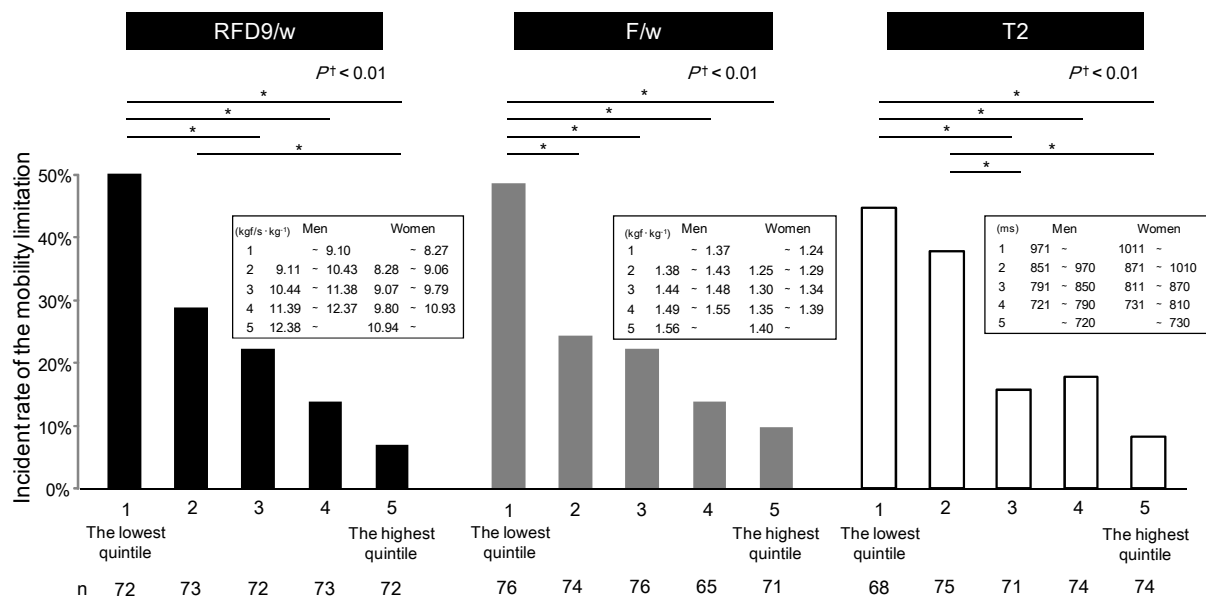 RFD9/w
F/w
T2
P† < 0.01
P† < 0.01
P† < 0.01
* * *
* * *
* * *
* * *
*
Incident rate of the mobility limitation
50%
40%
30%
20%
10%
0%
(kgf/s · kg⁻¹) Men Women
1 ~ 9.10 ~ 8.27
2 9.11 ~ 10.43 8.28 ~ 9.06
3 10.44 ~ 11.38 9.07 ~ 9.79
4 11.39 ~ 12.37 9.80 ~ 10.93
5 12.38 ~ 10.94 ~
(kgf · kg⁻¹) Men Women
1 ~ 1.37 ~ 1.24
2 1.38 ~ 1.43 1.25 ~ 1.29
3 1.44 ~ 1.48 1.30 ~ 1.34
4 1.49 ~ 1.55 1.35 ~ 1.39
5 1.56 ~ 1.40 ~
(ms) Men Women
1 971 ~ 1011 ~
2 851 ~ 970 871 ~ 1010
3 791 ~ 850 811 ~ 870
4 721 ~ 790 731 ~ 810
5 ~ 720 ~ 730
1 2 3 4 5 1 2 3 4 5 1 2 3 4 5
The lowest The highest The lowest The highest The lowest The highest
quintile quintile quintile quintile quintile quintile
n 72 73 72 73 72 76 74 76 65 71 68 75 71 74 74